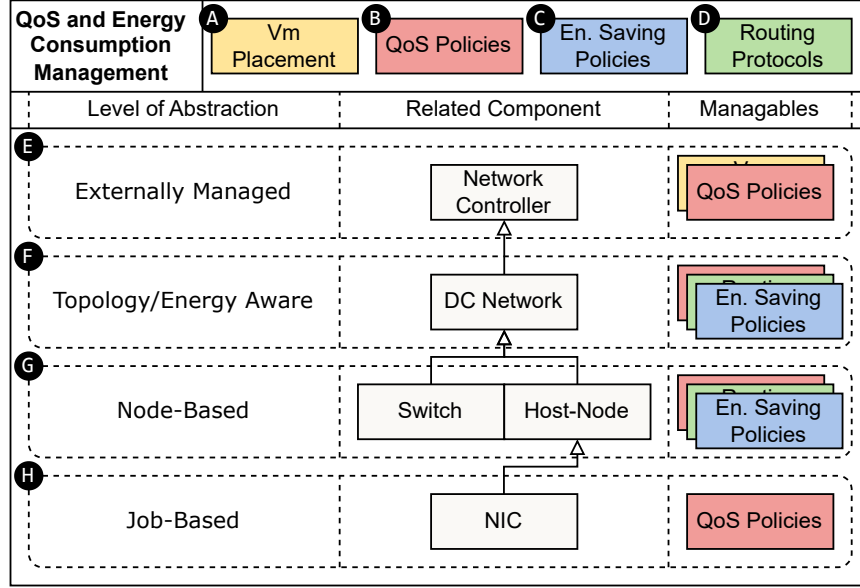 QoS and Energy
Consumption
Management
A
Vm
Placement
B
QoS Policies
C
En. Saving
Policies
D
Routing
Protocols
Level of Abstraction
Related Component
Managables
E
Externally Managed
Network
Controller
QoS Policies
F
Topology/Energy Aware
DC Network
En. Saving
Policies
G
Node-Based
Switch
Host-Node
En. Saving
Policies
H
Job-Based
NIC
QoS Policies